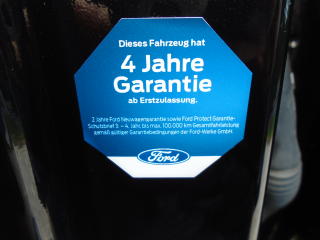 Dieses Fahrzeug hat
4 Jahre
Garantie
ab Erstzulassung.
2 Jahre Ford Neuwagengarantie sowie Ford Protect Garantie-
Schutzbrief 3. – 4. Jahr, bis max. 100.000 km Gesamtfahrleistung
gemäß gültiger Garantiebedingungen der Ford-Werke GmbH.
Ford